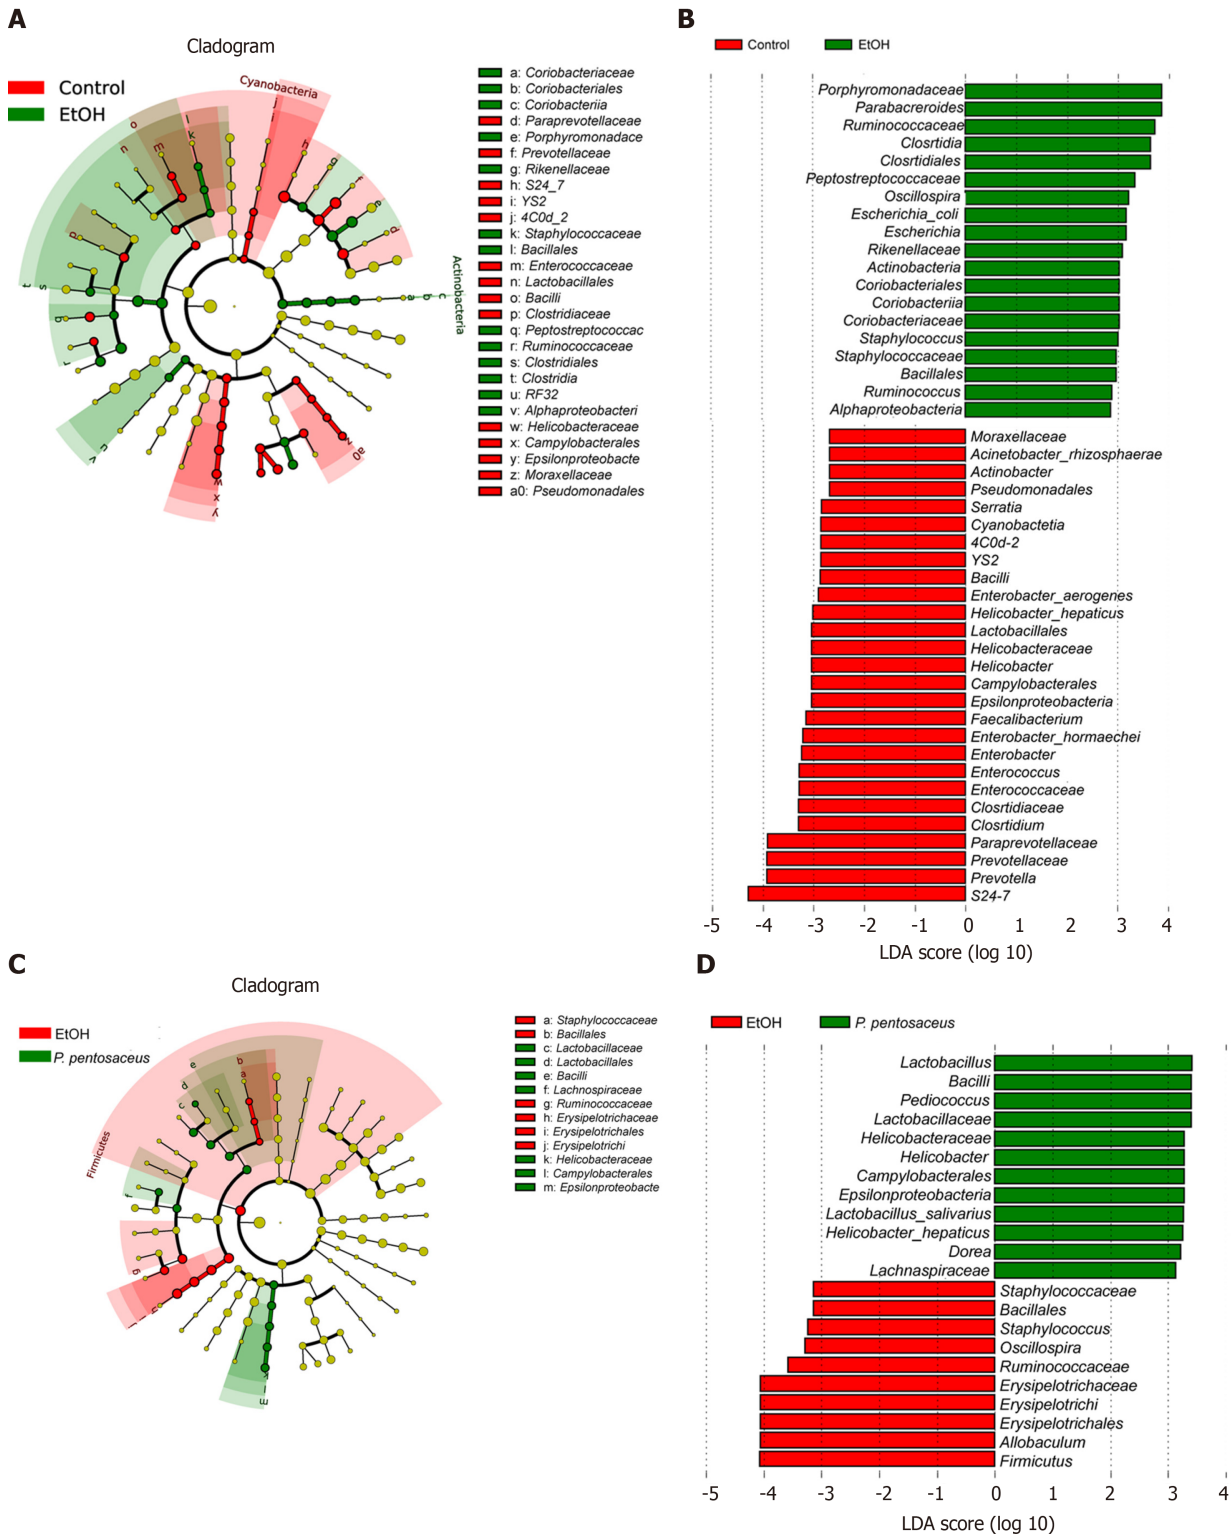 A
Cladogram
Control
EtOH
Cyanobacteria
Actinobacteria
a: Coriobacteriaceae
b: Coriobacteriales
c: Coriobacteriia
d: Paraprevotellaceae
e: Porphyromonadace
f: Prevotellaceae
g: Rikenellaceae
h: S24_7
i: YS2
j: 4C0d_2
k: Staphylococcaceae
l: Bacillales
m: Enterococcaceae
n: Lactobacillales
o: Bacilli
p: Clostridiaceae
q: Peptostreptococcac
r: Ruminococcaceae
s: Clostridiales
t: Clostridia
u: RF32
v: Alphaproteobacteri
w: Helicobacteraceae
x: Campylobacterales
y: Epsilonproteobacte
z: Moraxellaceae
a0: Pseudomonadales
B
Control
EtOH
Porphyromonadaceae
Parabacreroides
Ruminococcaceae
Closrtidia
Closrtidiales
Peptostreptococcaceae
Oscillospira
Escherichia_coli
Escherichia
Rikenellaceae
Actinobacteria
Coriobacteriales
Coriobacteriia
Coriobacteriaceae
Staphylococcus
Staphylococcaceae
Bacillales
Ruminococcus
Alphaproteobacteria
Moraxellaceae
Acinetobacter_rhizosphaerae
Actinobacter
Pseudomonadales
Serratia
Cyanobactetia
4C0d-2
YS2
Bacilli
Enterobacter_aerogenes
Helicobacter_hepaticus
Lactobacillales
Helicobacteraceae
Helicobacter
Campylobacterales
Epsilonproteobacteria
Faecalibacterium
Enterobacter_hormaechei
Enterobacter
Enterococcus
Enterococcaceae
Closrtidiaceae
Closrtidium
Paraprevotellaceae
Prevotellaceae
Prevotella
S24-7
-5 -4 -3 -2 -1 0 1 2 3 4
LDA score (log 10)
C
Cladogram
EtOH
P. pentosaceus
Firmicutes
a: Staphylococcaceae
b: Bacillales
c: Lactobacillaceae
d: Lactobacillales
e: Bacilli
f: Lachnospiraceae
g: Ruminococcaceae
h: Erysipelotrichaceae
i: Erysipelotrichales
j: Erysipelotrichi
k: Helicobacteraceae
l: Campylobacterales
m: Epsilonproteobacte
D
EtOH
P. pentosaceus
Lactobacillus
Bacilli
Pediococcus
Lactobacillaceae
Helicobacteraceae
Helicobacter
Campylobacterales
Epsilonproteobacteria
Lactobacillus_salivarius
Helicobacter_hepaticus
Dorea
Lachnaspiraceae
Staphylococcaceae
Bacillales
Staphylococcus
Oscillospira
Ruminococcaceae
Erysipelotrichaceae
Erysipelotrichi
Erysipelotrichales
Allobaculum
Firmicutus
-5 -4 -3 -2 -1 0 1 2 3 4
LDA score (log 10)